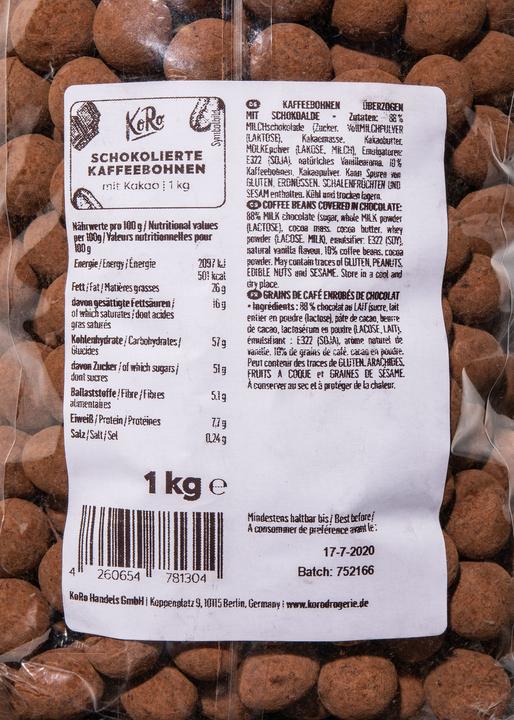 KoRo
Symbolbild
SCHOKOLIERTE
KAFFEEBOHNEN
mit Kakao | 1 kg
Nährwerte pro 100 g / Nutritional values
per 100g / Valeurs nutritionnelles pour
100 g
Energie / Energy / Énergie 2097 kJ
501 kcal
Fett / Fat / Matières grasses 26 g
davon gesättigte Fettsäuren / 16 g
of which saturates / dont acides
gras saturés
Kohlenhydrate / Carbohydrates / 57 g
Glucides
davon Zucker / of which sugars / 51 g
dont sucres
Ballaststoffe / Fibre / Fibres 5.1 g
alimentaires
Eiweiß / Protein / Protéines 7.7 g
Salz / Salt / Sel 0.24 g
1 kg e
4 260654 781304
KoRo Handels GmbH | Koppenplatz 9, 10115 Berlin, Germany | www.korodrogerie.de
KAFFEEBOHNEN ÜBERZOGEN
MIT SCHOKOALDE - Zutaten: 88 %
MILCHschokolade (Zucker, VollMILCHPULVER
(LAKTOSE), Kakaomasse, Kakaobutter,
MOLKEpulver (LAKOSE, MILCH), Emulgatoren:
E322 (SOJA), natürliches Vanillearoma, 10 %
Kaffeebohnen, Kakaopulver. Kann Spuren von
GLUTEN, ERDNÜSSEN, SCHALENFRÜCHTEN UND
SESAM enthalten. Kühl und trocken lagern.
COFFEE BEANS COVERED IN CHOCOLATE:
88% MILK chocolate (sugar, whole MILK powder
(LACTOSE), cocoa mass, cocoa butter, whey
powder (LACOSE, MILK), emulsifier: E322 (SOY),
natural vanilla flavour, 10% coffee beans, cocoa
powder. May contain traces of GLUTEN, PEANUTS,
EDIBLE NUTS and SESAME. Store in a cool and
dry place.
GRAINS DE CAFÉ ENROBÉS DE CHOCOLAT
- Ingrédients : 88 % chocolat au LAIT (sucre, lait
entier en poudre (lactose), pâte de cacao, beurre
de cacao, lactosérum en poudre (LACOSE, LAIT),
émulsifiant : E322 (SOJA), arôme naturel de
vanille, 10% de grains de café, cacao en poudre.
Peut contenir des traces de GLUTEN, ARACHIDES,
FRUITS A COQUE et GRAINES DE SESAME.
A conserver au sec et à protéger de la chaleur.
Mindestens haltbar bis / Best before /
A consommer de préférence avant le :
17-7-2020
Batch: 752166